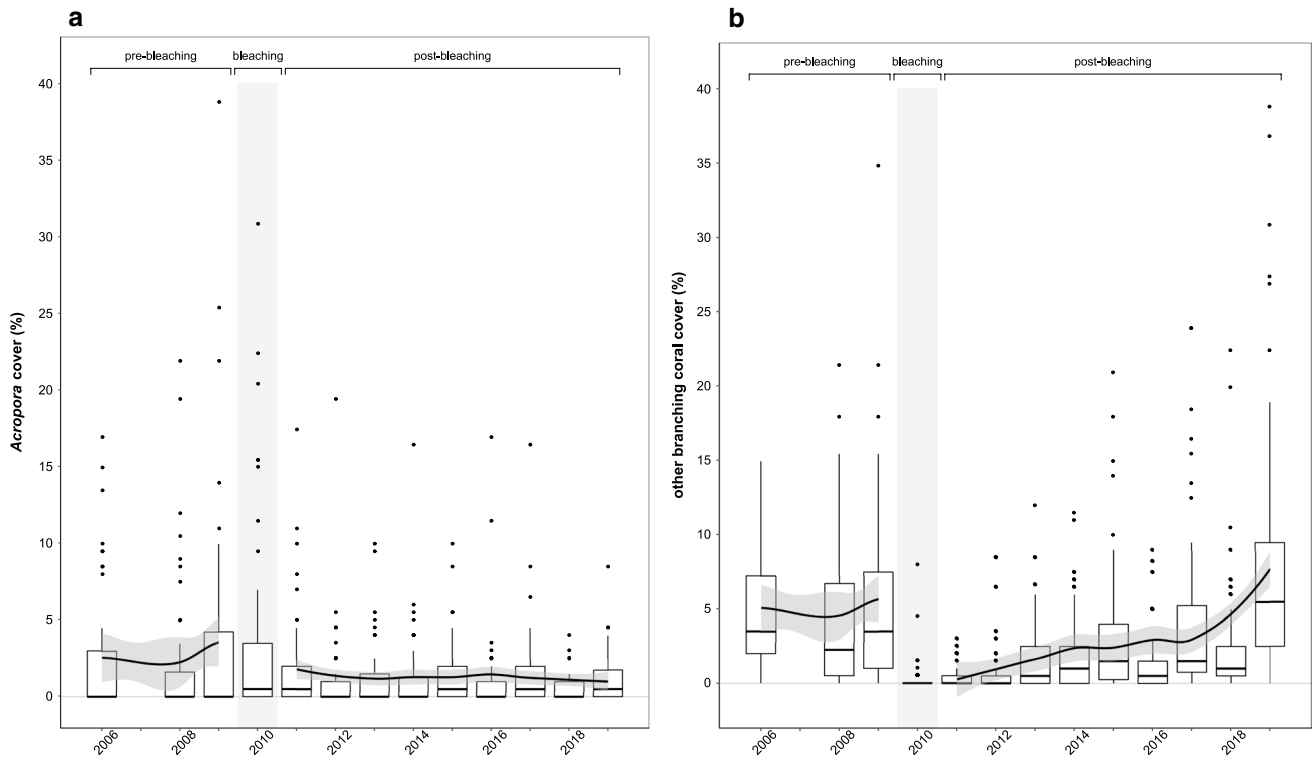 a
pre-bleaching bleaching post-bleaching
40
35
30
25
20
15
10
5
0
Acropora cover (%)
2006 2008 2010 2012 2014 2016 2018
b
pre-bleaching bleaching post-bleaching
40
35
30
25
20
15
10
5
0
other branching coral cover (%)
2006 2008 2010 2012 2014 2016 2018